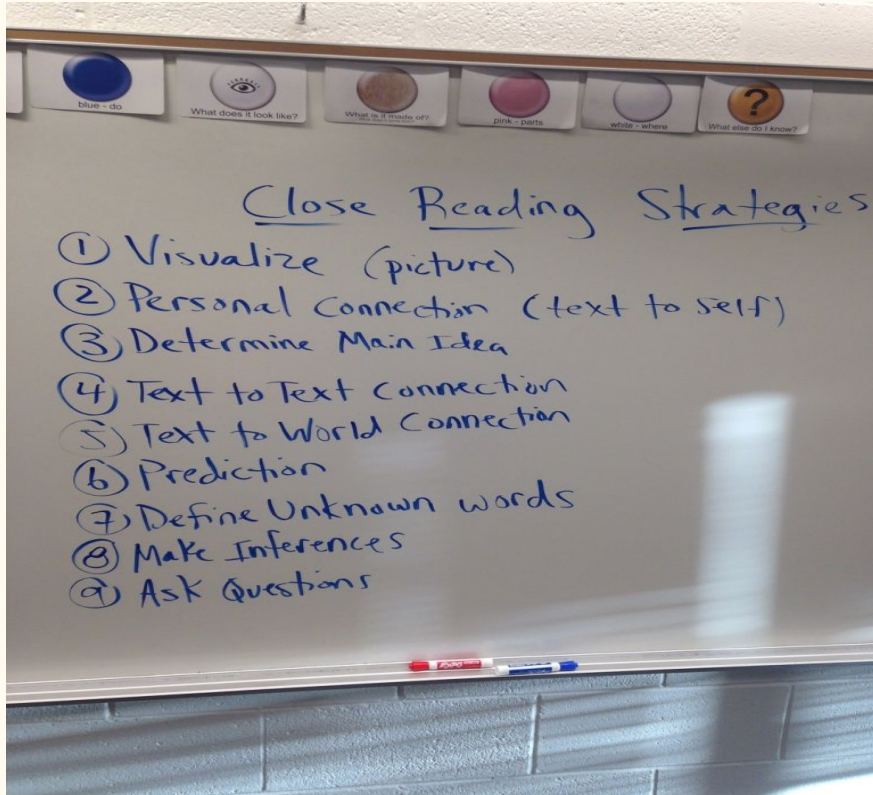 blue - do
What does it look like?
What is it made of?
pink - parts
white - where
?
What else do I know?
Close Reading Strategies
1 Visualize (picture)
2 Personal Connection (text to self)
3 Determine Main Idea
4 Text to Text Connection
5 Text to World Connection
6 Prediction
7 Define Unknown words
8 Make Inferences
9 Ask Questions